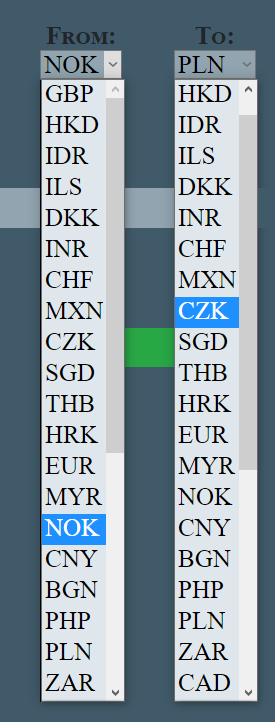 From:
NOK
GBP
HKD
IDR
ILS
DKK
INR
CHF
MXN
CZK
SGD
THB
HRK
EUR
MYR
NOK
CNY
BGN
PHP
PLN
ZAR
To:
PLN
HKD
IDR
ILS
DKK
INR
CHF
MXN
CZK
SGD
THB
HRK
EUR
MYR
NOK
CNY
BGN
PHP
PLN
ZAR
CAD